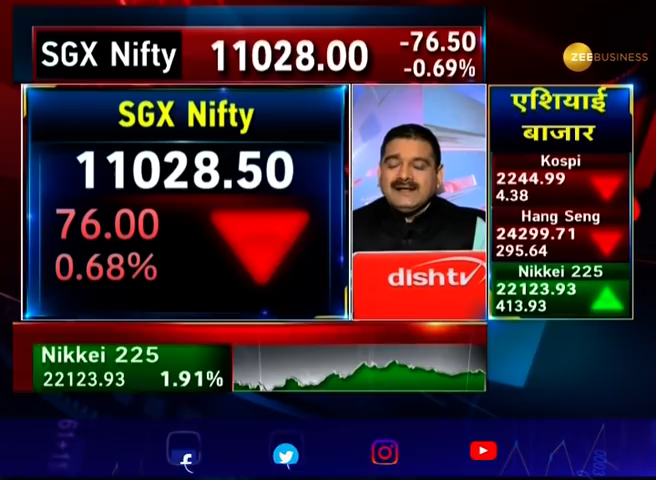 SGX Nifty 11028.00 -76.50
-0.69%
ZEEBUSINESS
SGX Nifty
11028.50
76.00
0.68%
dishtv
एशियाई
बाजार
Kospi
2244.99
4.38
Hang Seng
24299.71
295.64
Nikkei 225
22123.93
413.93
Nikkei 225
22123.93 1.91%